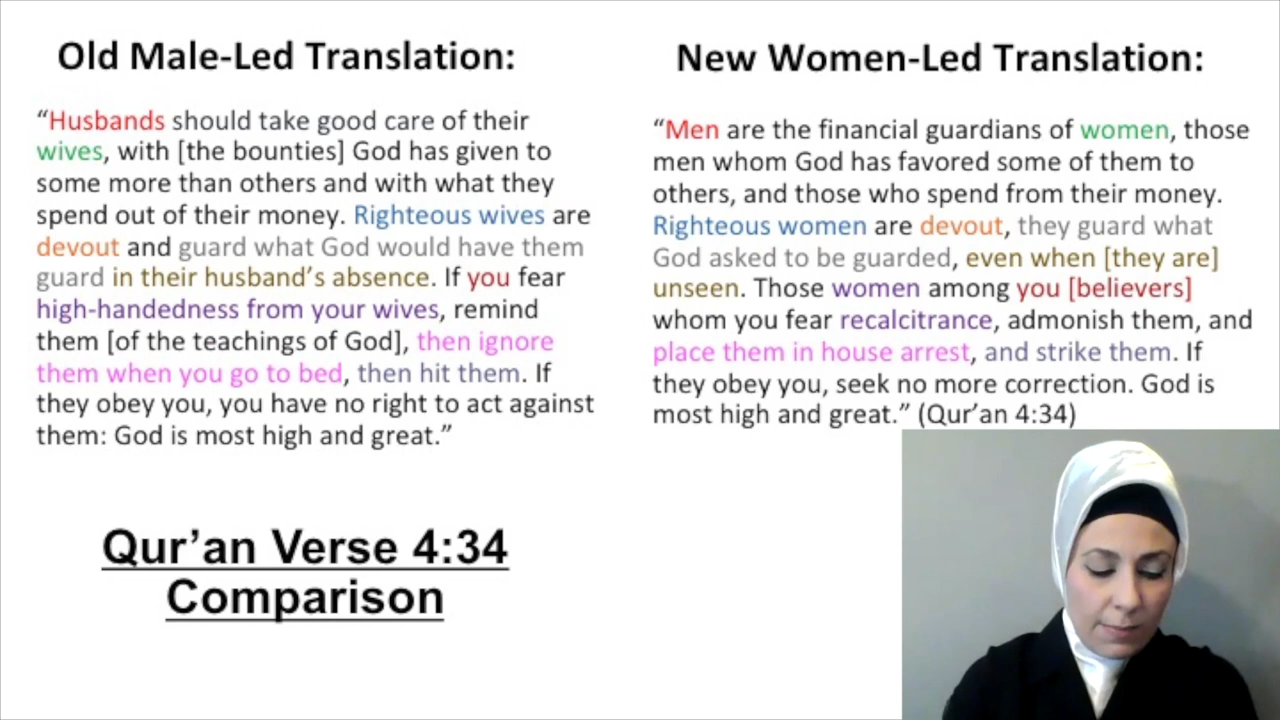 Old Male-Led Translation:
“Husbands should take good care of their
wives, with [the bounties] God has given to
some more than others and with what they
spend out of their money. Righteous wives are
devout and guard what God would have them
guard in their husband’s absence. If you fear
high-handedness from your wives, remind
them [of the teachings of God], then ignore
them when you go to bed, then hit them. If
they obey you, you have no right to act against
them: God is most high and great.”
Qur’an Verse 4:34
Comparison
New Women-Led Translation:
“Men are the financial guardians of women, those
men whom God has favored some of them to
others, and those who spend from their money.
Righteous women are devout, they guard what
God asked to be guarded, even when [they are]
unseen. Those women among you [believers]
whom you fear recalcitrance, admonish them, and
place them in house arrest, and strike them. If
they obey you, seek no more correction. God is
most high and great.” (Qur’an 4:34)